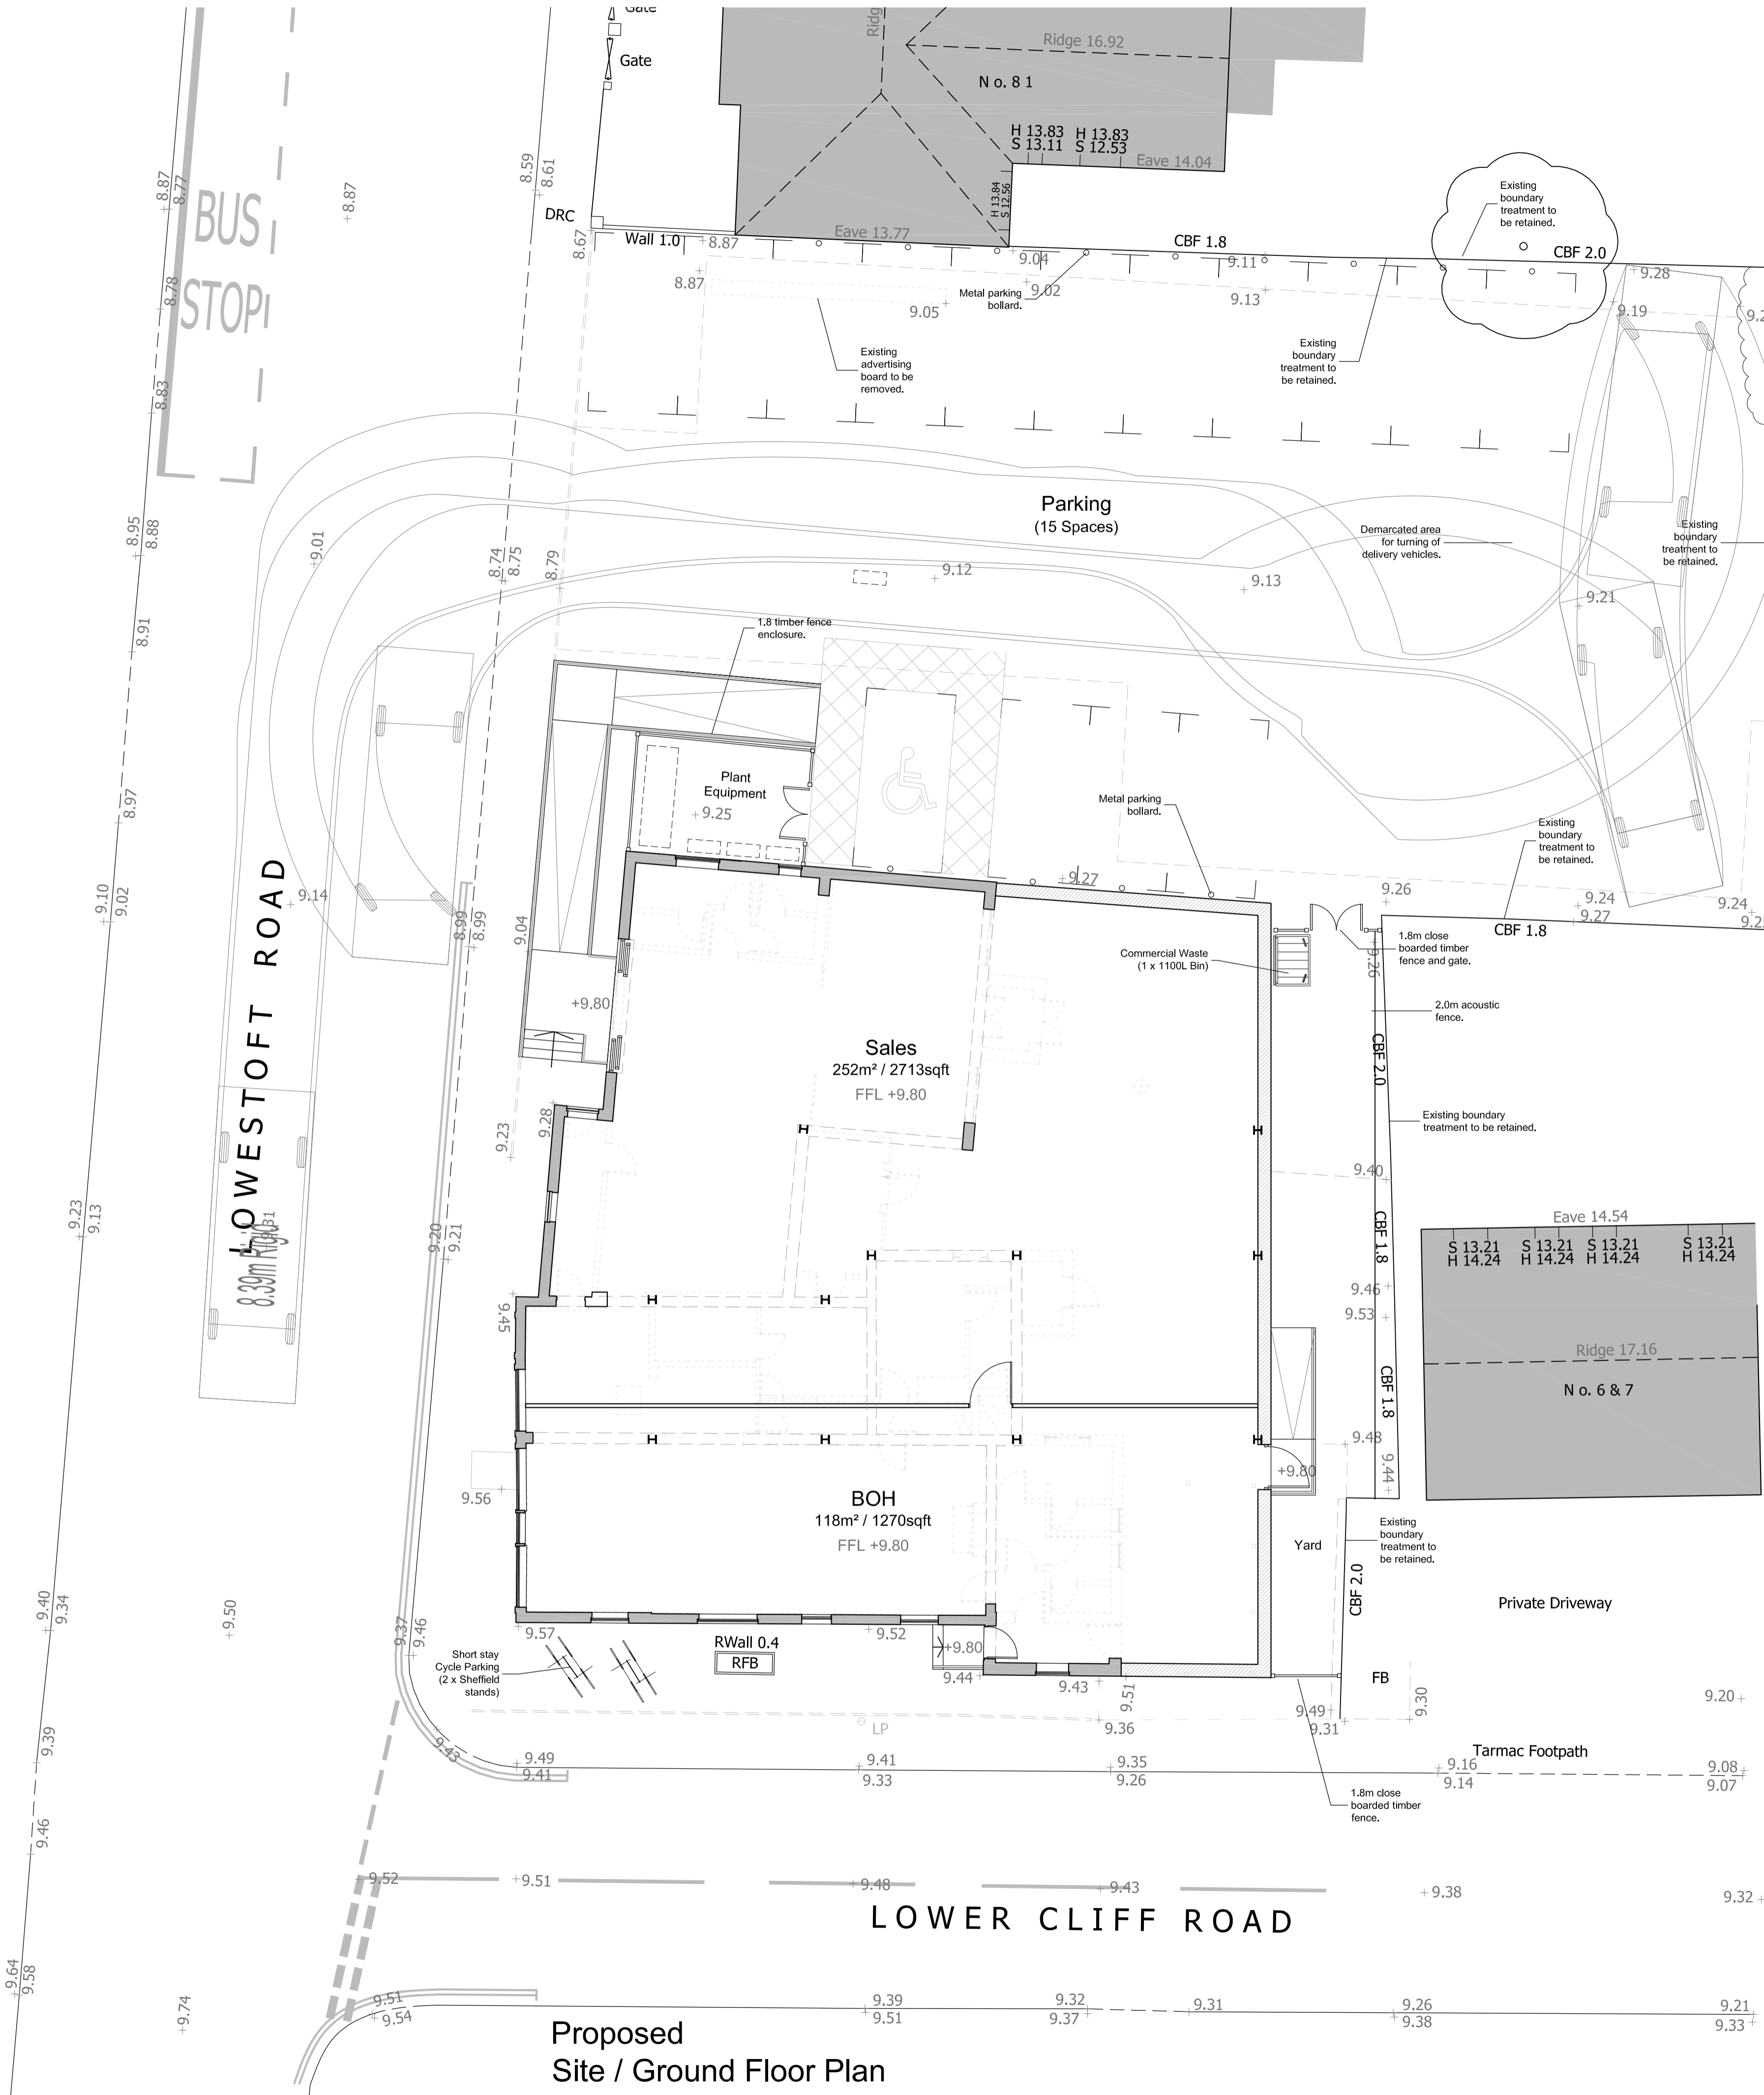 Gate
Gate
Ridge 16.92
N o. 8 1
H 13.83 H 13.83
S 13.11 S 12.53
Eave 14.04
H 13.84
S 12.56
Eave 13.77
DRC
Wall 1.0
8.59
8.61
8.67
8.87
8.77
8.87
BUS
STOP
8.78
8.83
8.87
8.87
9.04
9.02
9.05
CBF 1.8
9.11
9.13
Metal parking
bollard.
Existing
advertising
board to be
removed.
Existing
boundary
treatment to
be retained.
Existing
boundary
treatment to
be retained.
CBF 2.0
9.28
9.19
8.95
8.88
9.01
8.74
8.75
8.79
8.91
Parking
(15 Spaces)
Demarcated area
for turning of
delivery vehicles.
Existing
boundary
treatment to
be retained.
9.12
9.13
9.21
1.8 timber fence
enclosure.
Plant
Equipment
9.25
Metal parking
bollard.
Existing
boundary
treatment to
be retained.
8.97
9.10
9.02
9.14
8.99
8.99
9.04
9.27
9.26
9.24
9.27
9.24
CBF 1.8
1.8m close
boarded timber
fence and gate.
9.26
Commercial Waste
(1 x 1100L Bin)
2.0m acoustic
fence.
+9.80
LOWESTOFT ROAD
Sales
252m² / 2713sqft
FFL +9.80
CBF 2.0
Existing boundary
treatment to be retained.
9.23
9.28
9.40
9.23
9.13
9.20
9.21
9.31
8.39m Rigid
CBF 1.8
Eave 14.54
S 13.21 S 13.21 S 13.21 S 13.21
H 14.24 H 14.24 H 14.24 H 14.24
9.45
9.46
9.53
Ridge 17.16
N o. 6 & 7
CBF 1.8
9.48
9.44
+9.80
9.56
BOH
118m² / 1270sqft
FFL +9.80
Yard
Existing
boundary
treatment to
be retained.
CBF 2.0
Private Driveway
9.40
9.34
9.50
9.37
9.46
9.57
9.52
Short stay
Cycle Parking
(2 x Sheffield
stands)
RWall 0.4
RFB
+9.80
9.44
9.43
9.51
FB
9.30
9.20
9.49
9.31
LP
9.36
9.39
9.43
9.49
9.41
9.41
9.33
9.35
9.26
Tarmac Footpath
9.16
9.14
9.08
9.07
1.8m close
boarded timber
fence.
9.46
9.52
9.51
9.48
9.43
9.38
9.32
LOWER CLIFF ROAD
9.64
9.58
9.74
9.51
9.54
9.39
9.51
9.32
9.37
9.31
9.26
9.38
9.21
9.33
Proposed
Site / Ground Floor Plan